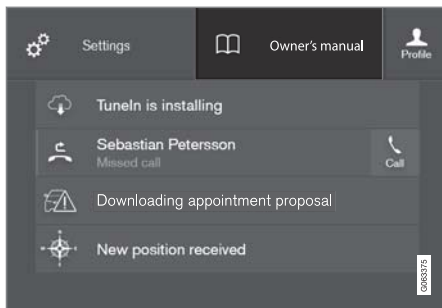 Settings
Owner's manual
Profile
TuneIn is installing
Sebastian Petersson
Missed call
Call
Downloading appointment proposal
New position received
G063375